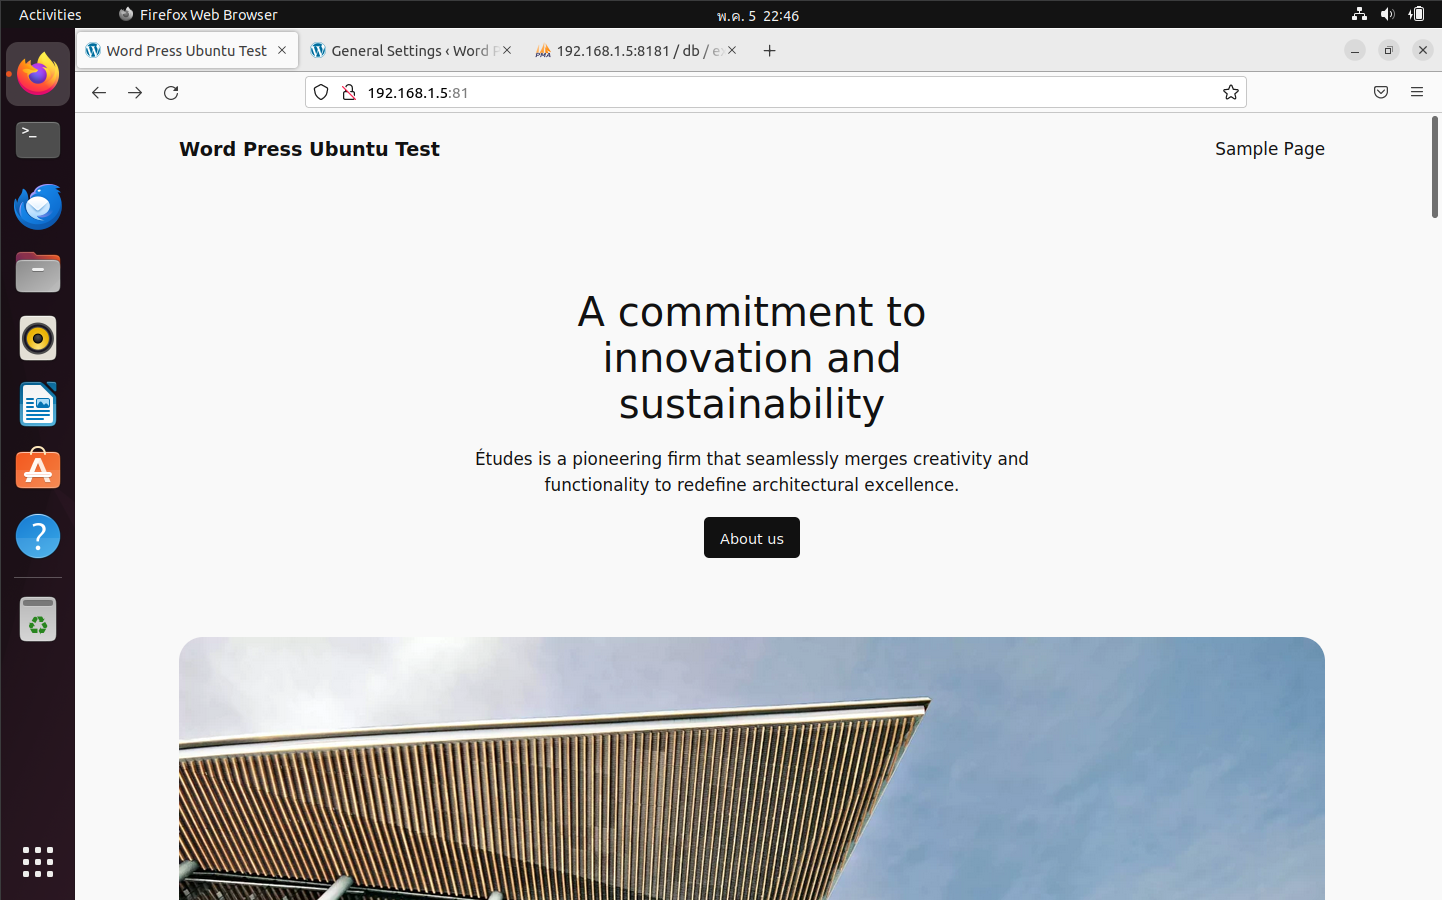 Activities
Firefox Web Browser
พ.ค. 5 22:46
Word Press Ubuntu Test
General Settings ‹ Word P
192.168.1.5:8181 / db / e
192.168.1.5:81
Word Press Ubuntu Test
Sample Page
A commitment to
innovation and
sustainability
Études is a pioneering firm that seamlessly merges creativity and
functionality to redefine architectural excellence.
About us